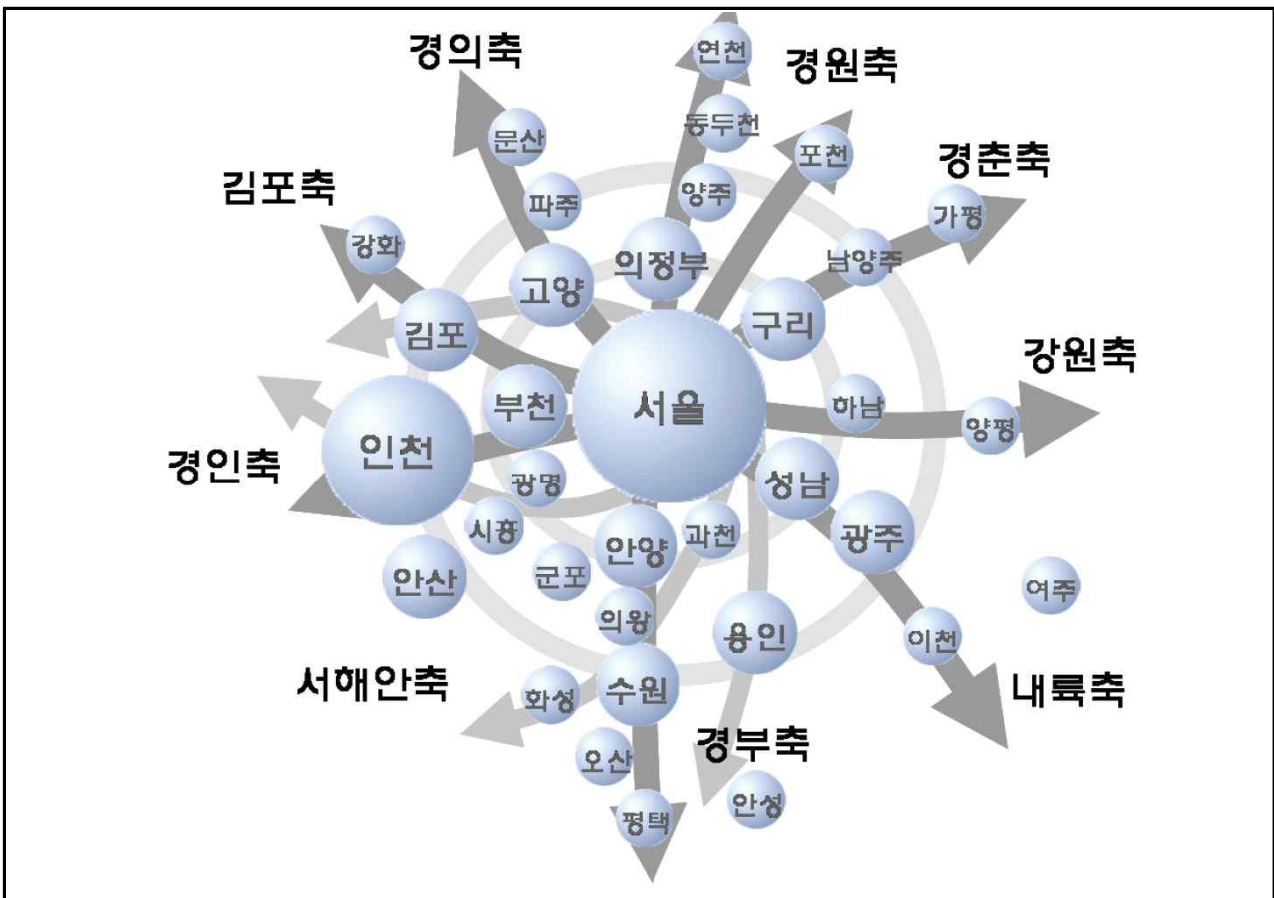 연천
경의축
경원축
동두천
문산
포천
경춘축
김포축
파주
양주
가평
강화
의정부
남양주
고양
김포
구리
강원축
서울
부천
하남
양평
인천
경인축
광명
성남
시흥
안양
과천
광주
안산
군포
여주
의왕
용인
이천
서해안축
화성
수원
내륙축
경부축
오산
안성
평택